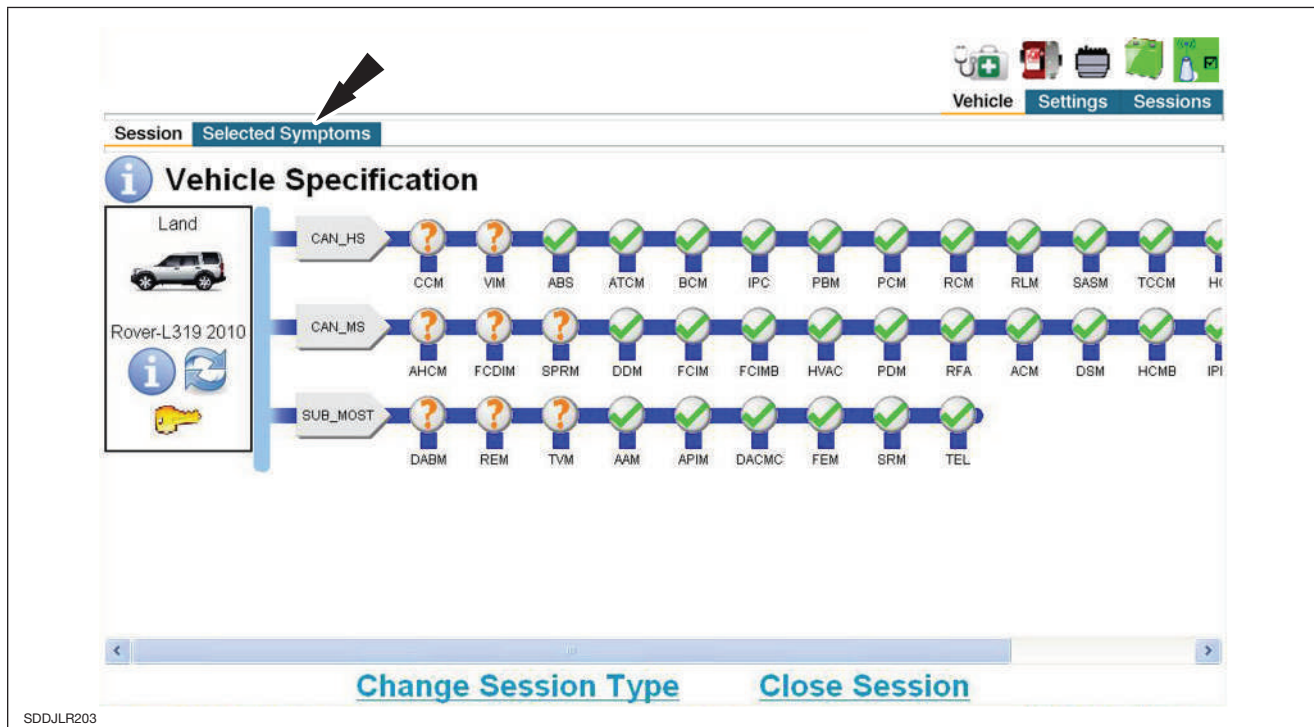 Vehicle Settings Sessions
Session Selected Symptoms
Vehicle Specification
Land
Rover-L319 2010
CAN_HS
CCM VIM ABS ATCM BCM IPC PBM PCM RCM RLM SASM TCCM
CAN_MS
AHCM FCDIM SPRM DDM FCIM FCIMB HVAC PDM RFA ACM DSM HCMB
SUB_MOST
DABM REM TVM AAM APIM DACMC FEM SRM TEL
Change Session Type Close Session
SDDJLR203